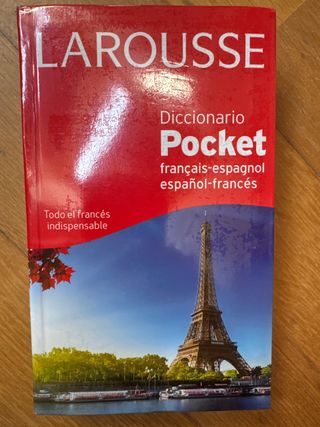 LAROUSSE
Diccionario
Pocket
français-espagnol
español-francés
Todo el francés
indispensable